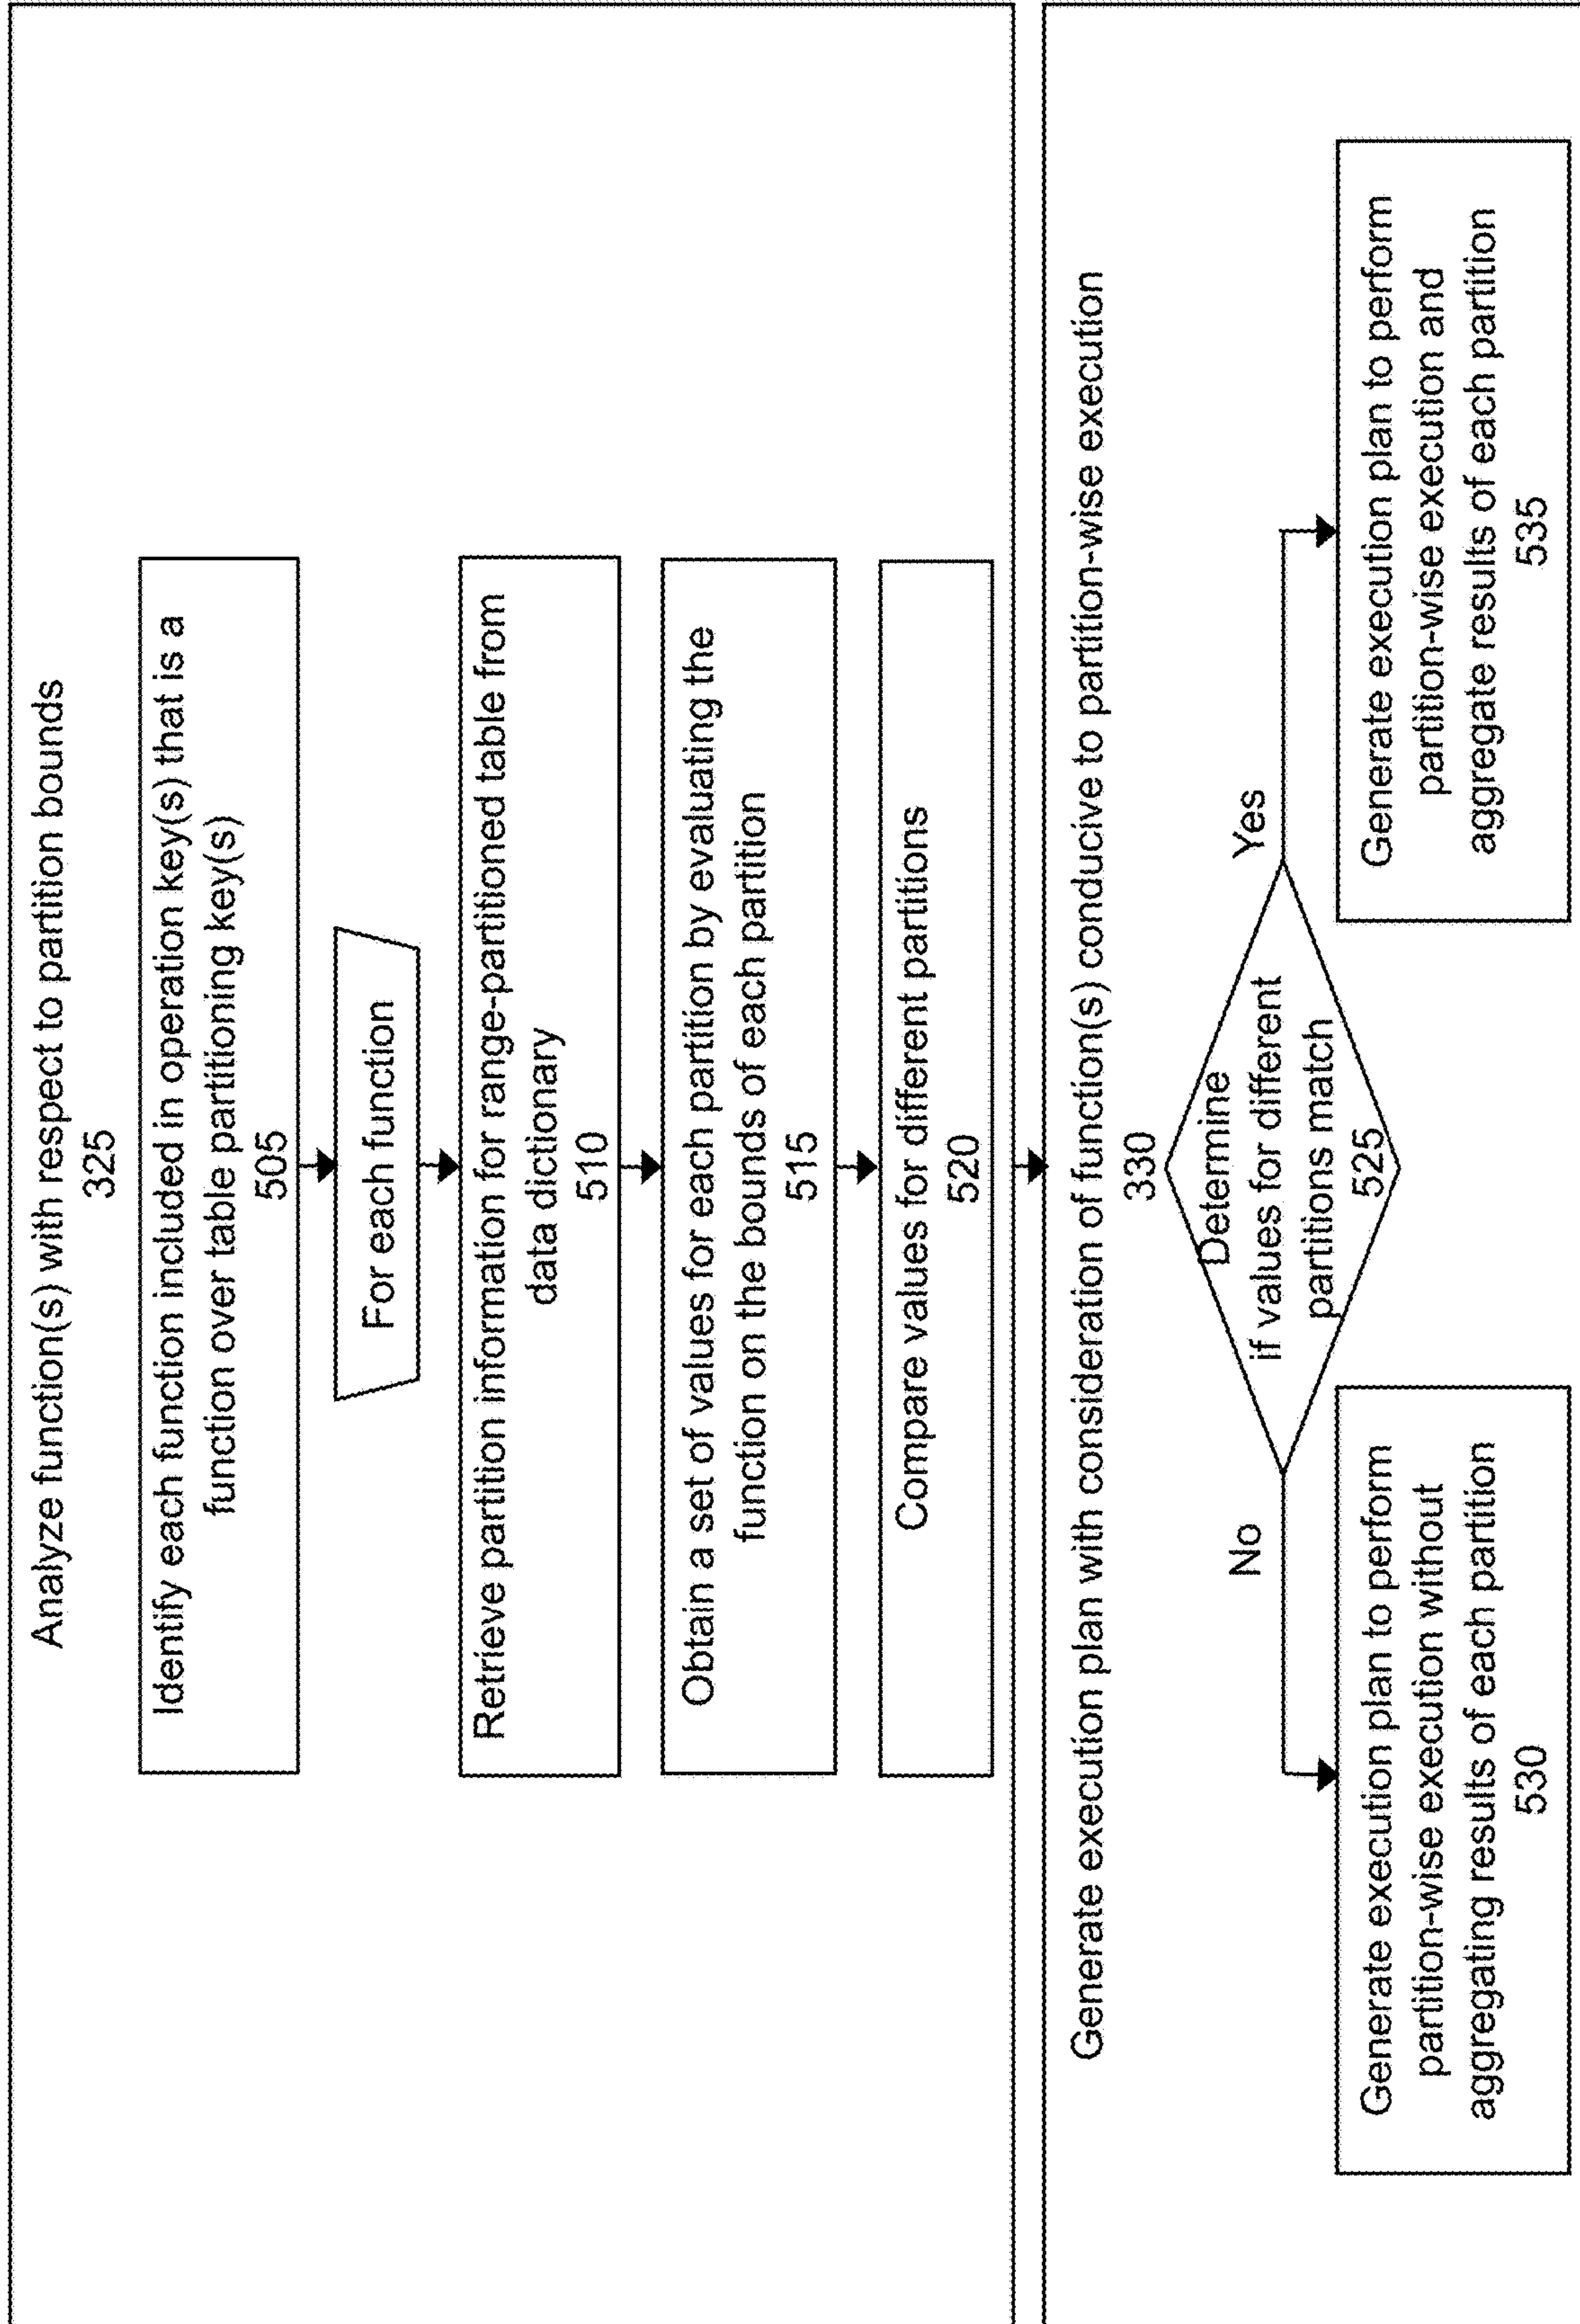 Analyze function(s) with respect to partition bounds
325
Identify each function included in operation key(s) that is a
function over table partitioning key(s)
505
For each function
Retrieve partition information for range-partitioned table from
data dictionary
510
Obtain a set of values for each partition by evaluating the
function on the bounds of each partition
515
Compare values for different partitions
520
Generate execution plan with consideration of function(s) conducive to partition-wise execution
330
Determine
if values for different
partitions match
525
No
Yes
Generate execution plan to perform
partition-wise execution without
aggregating results of each partition
530
Generate execution plan to perform
partition-wise execution and
aggregate results of each partition
535